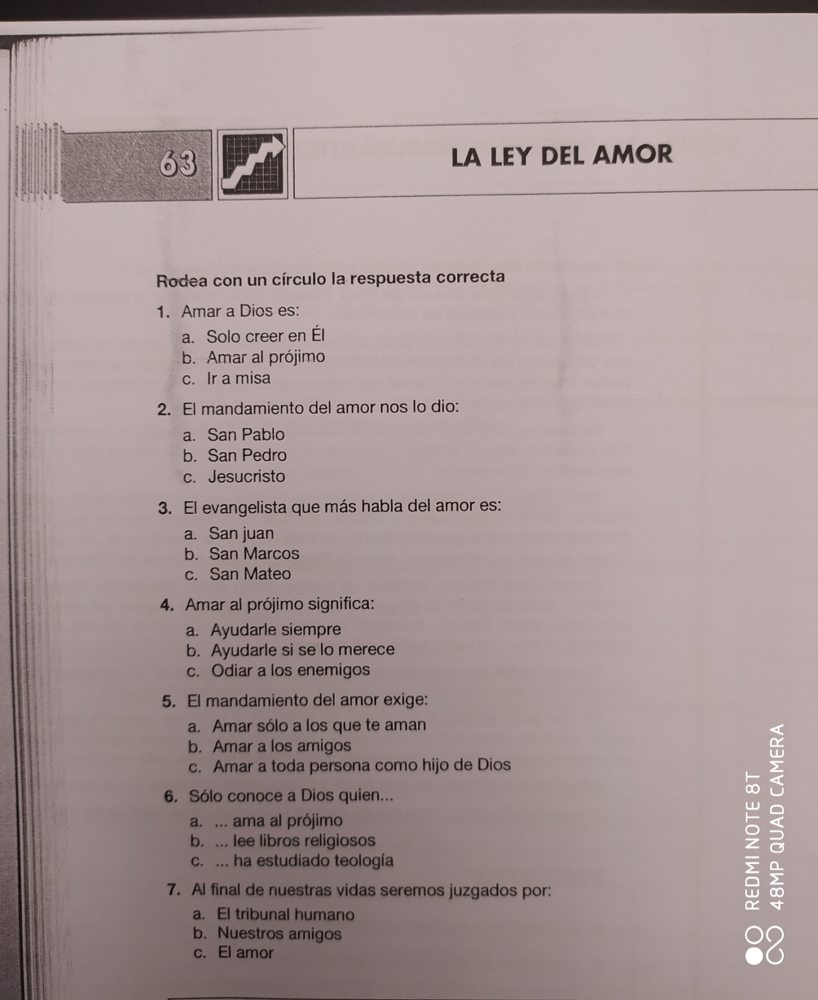 63
LA LEY DEL AMOR
Rodea con un círculo la respuesta correcta
1. Amar a Dios es:
a. Solo creer en Él
b. Amar al prójimo
c. Ir a misa
2. El mandamiento del amor nos lo dio:
a. San Pablo
b. San Pedro
c. Jesucristo
3. El evangelista que más habla del amor es:
a. San juan
b. San Marcos
c. San Mateo
4. Amar al prójimo significa:
a. Ayudarle siempre
b. Ayudarle si se lo merece
c. Odiar a los enemigos
5. El mandamiento del amor exige:
a. Amar sólo a los que te aman
b. Amar a los amigos
c. Amar a toda persona como hijo de Dios
6. Sólo conoce a Dios quien...
a. ... ama al prójimo
b. ... lee libros religiosos
c. ... ha estudiado teología
7. Al final de nuestras vidas seremos juzgados por:
a. El tribunal humano
b. Nuestros amigos
c. El amor
REDMI NOTE 8T
48MP QUAD CAMERA